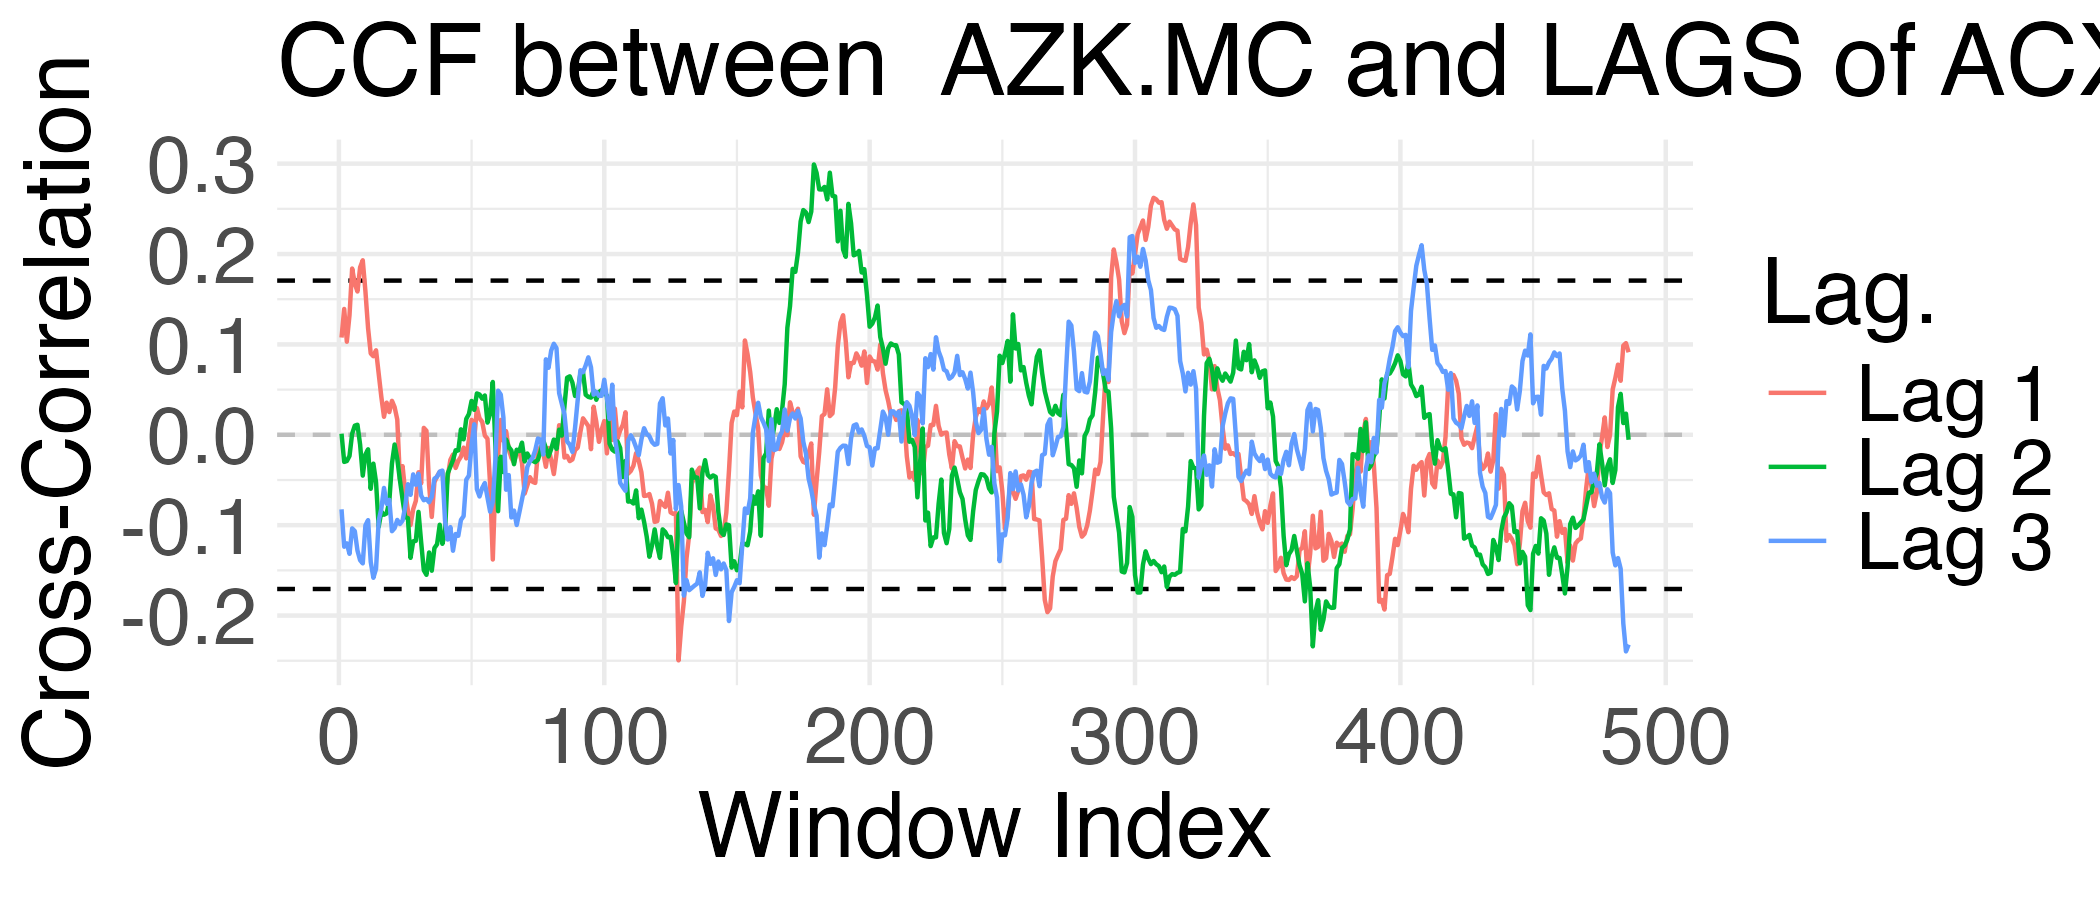 CCF between AZK.MC and LAGS of ACX
Cross-Correlation
0.3
0.2
0.1
0.0
-0.1
-0.2
0
100
200
300
400
500
Window Index
Lag.
Lag 1
Lag 2
Lag 3